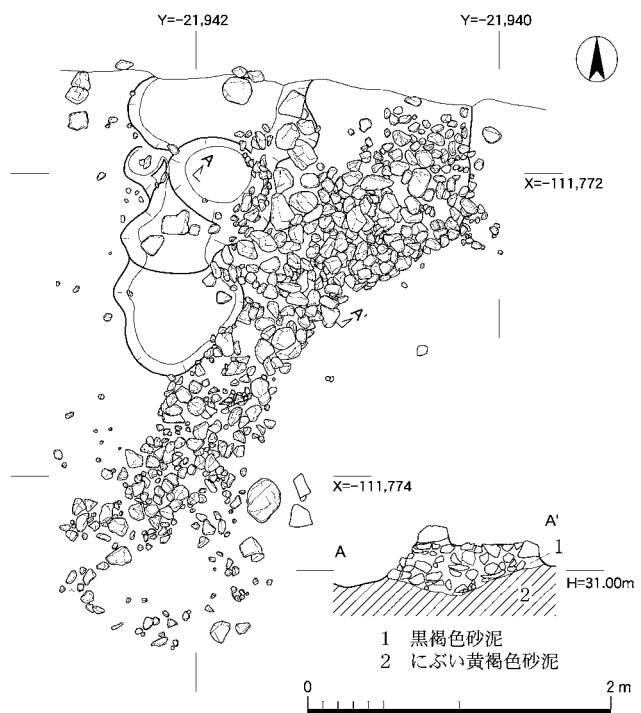 Y=-21,942
Y=-21,940
A
X=-111,772
A'
X=-111,774
A
A'
1
H=31.00m
2
1 黒褐色砂泥
2 にぶい黄褐色砂泥
0
2 m